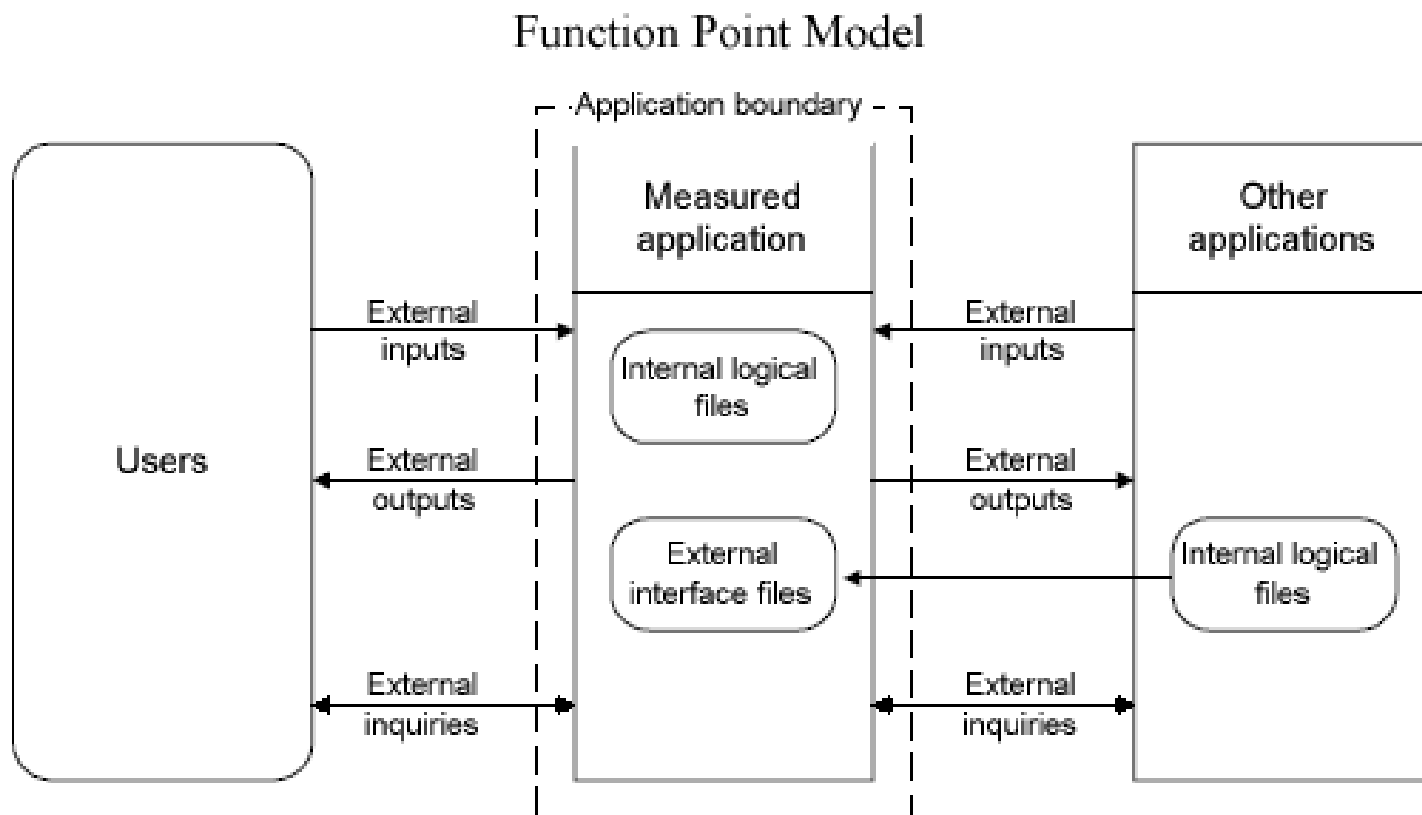 Function Point Model
Application boundary
Measured
application
Other
applications
Users
External
inputs
External
inputs
Internal logical
files
External
outputs
External
outputs
External
interface files
Internal logical
files
External
inquiries
External
inquiries